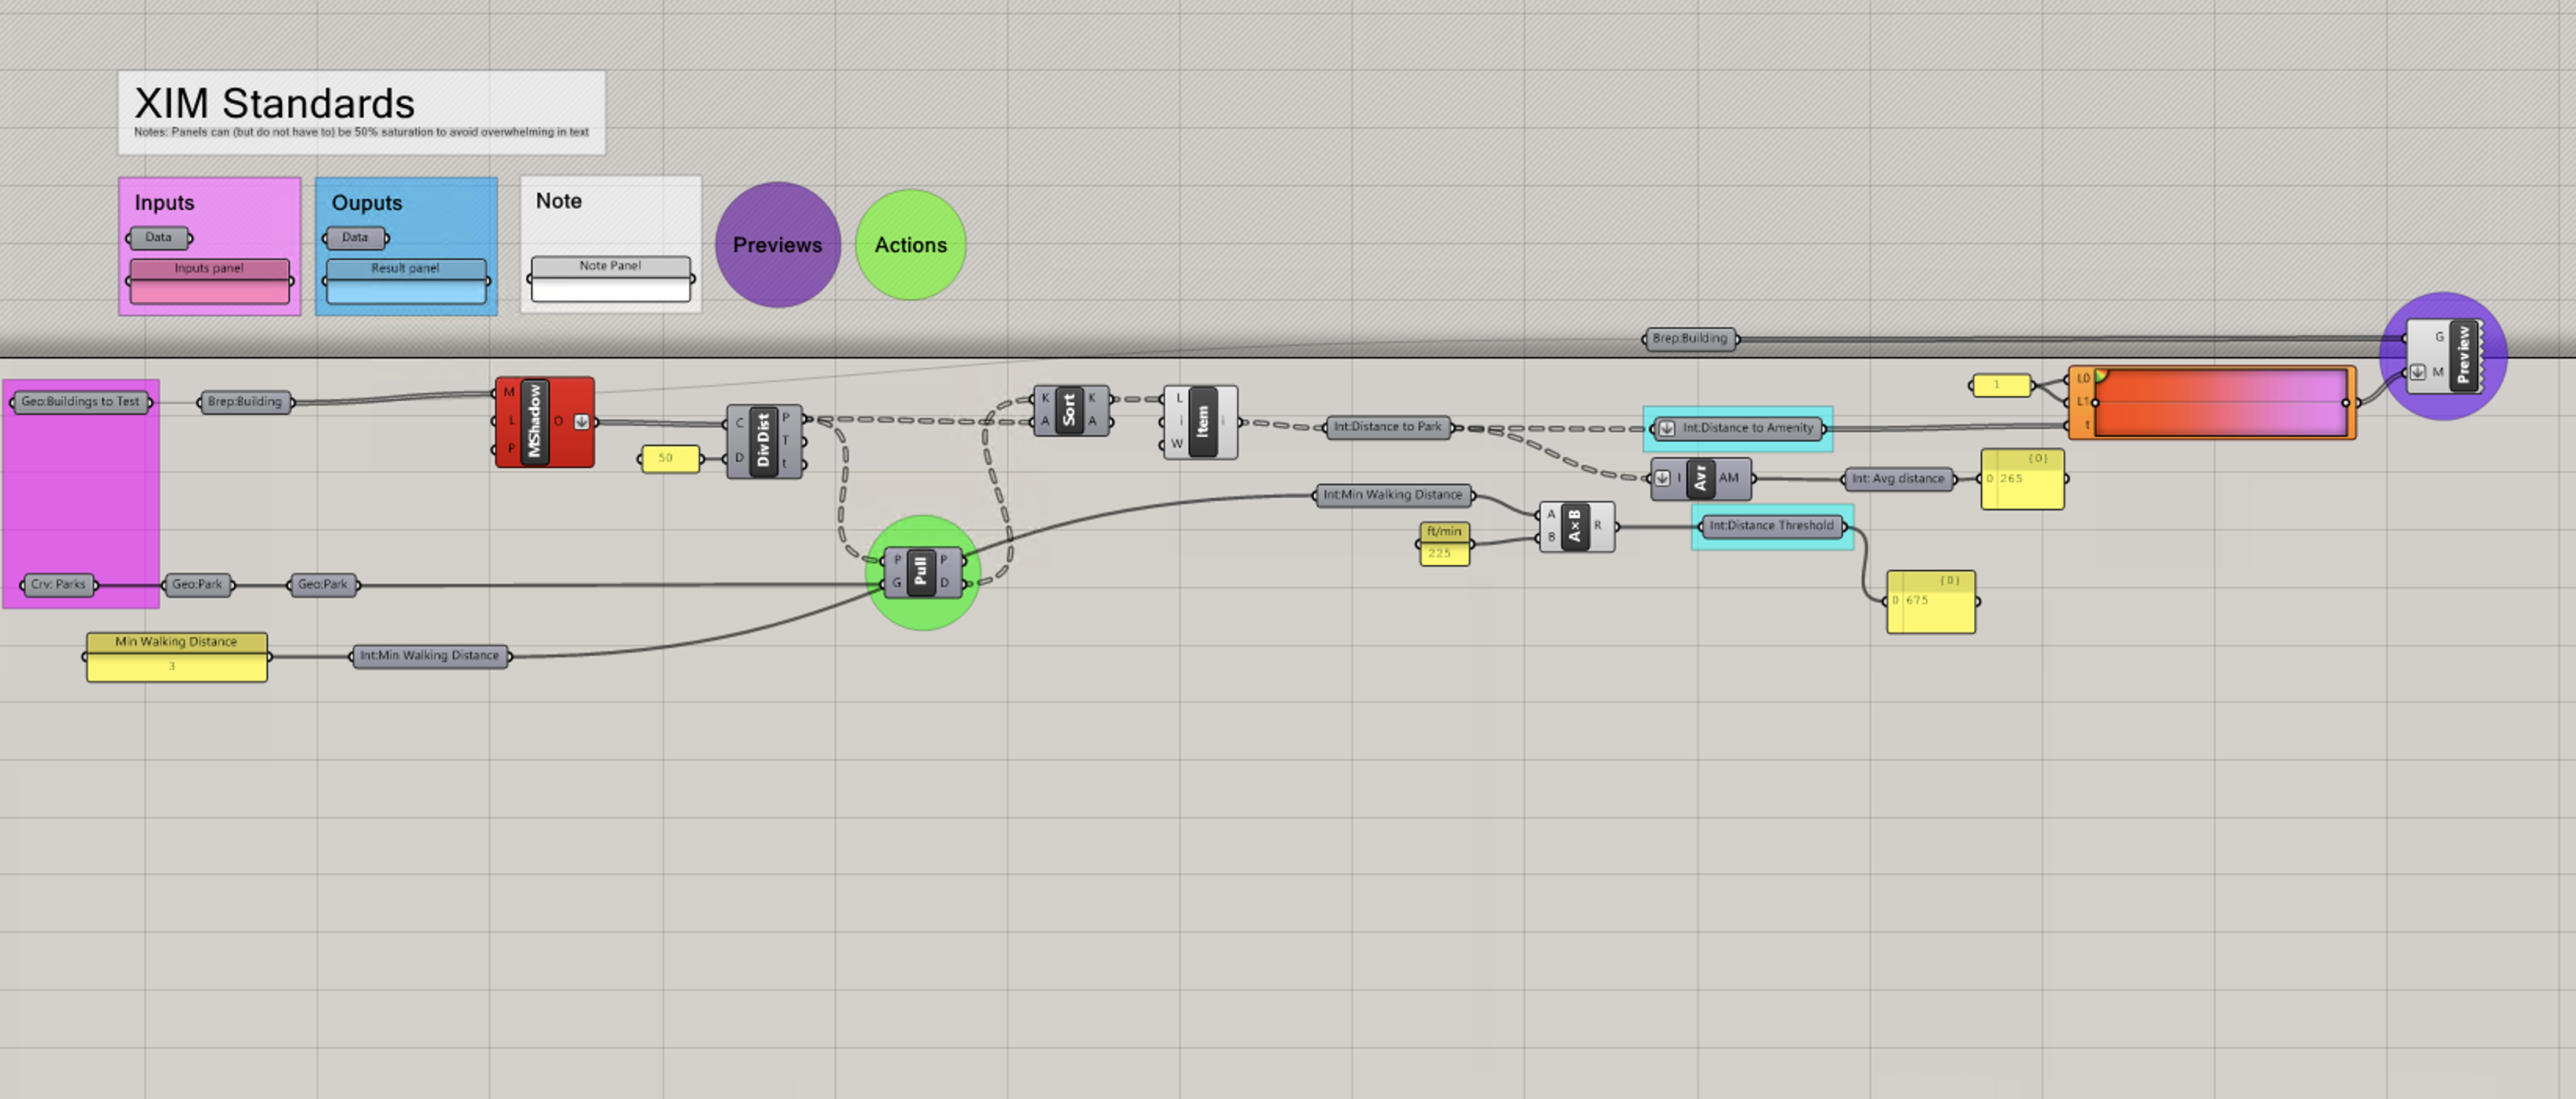 XIM Standards
Notes: Panels can (but do not have to) be 50% saturation to avoid overwhelming in text
Inputs
Data
Inputs panel
Ouputs
Data
Result panel
Note
Note Panel
Previews
Actions
Brep:Building
G
M
Preview
Geo:Buildings to Test
Brep:Building
M
L
P
MShadow
O
50
C
D
DivDist
P
T
t
K
A
Sort
K
A
L
i
W
Item
i
Int:Distance to Park
Int:Distance to Amenity
1
L0
L1
t
I
Avr
AM
Int: Avg distance
{0}
0 265
Int:Min Walking Distance
ft/min
225
A
B
A×B
R
Int:Distance Threshold
{0}
0 675
Crv: Parks
Geo:Park
Geo:Park
P
G
Pull
P
D
Min Walking Distance
3
Int:Min Walking Distance